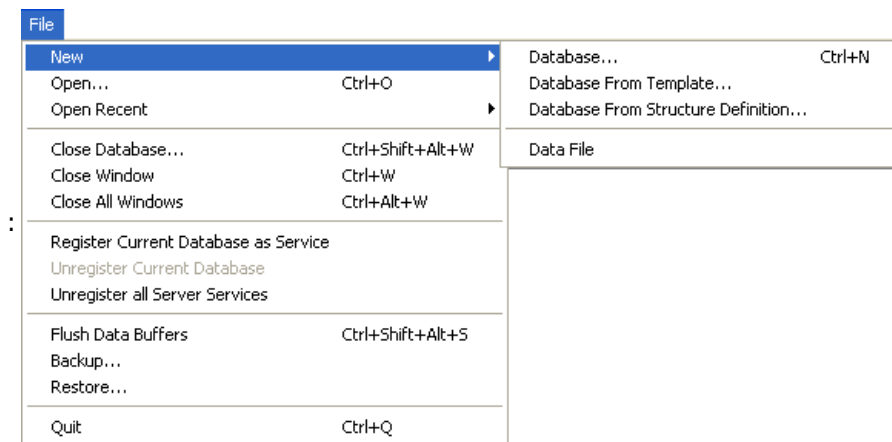 File
New
Open... Ctrl+O
Open Recent
Close Database... Ctrl+Shift+Alt+W
Close Window Ctrl+W
Close All Windows Ctrl+Alt+W
:
Register Current Database as Service
Unregister Current Database
Unregister all Server Services
Flush Data Buffers Ctrl+Shift+Alt+S
Backup...
Restore...
Quit Ctrl+Q
Database... Ctrl+N
Database From Template...
Database From Structure Definition...
Data File